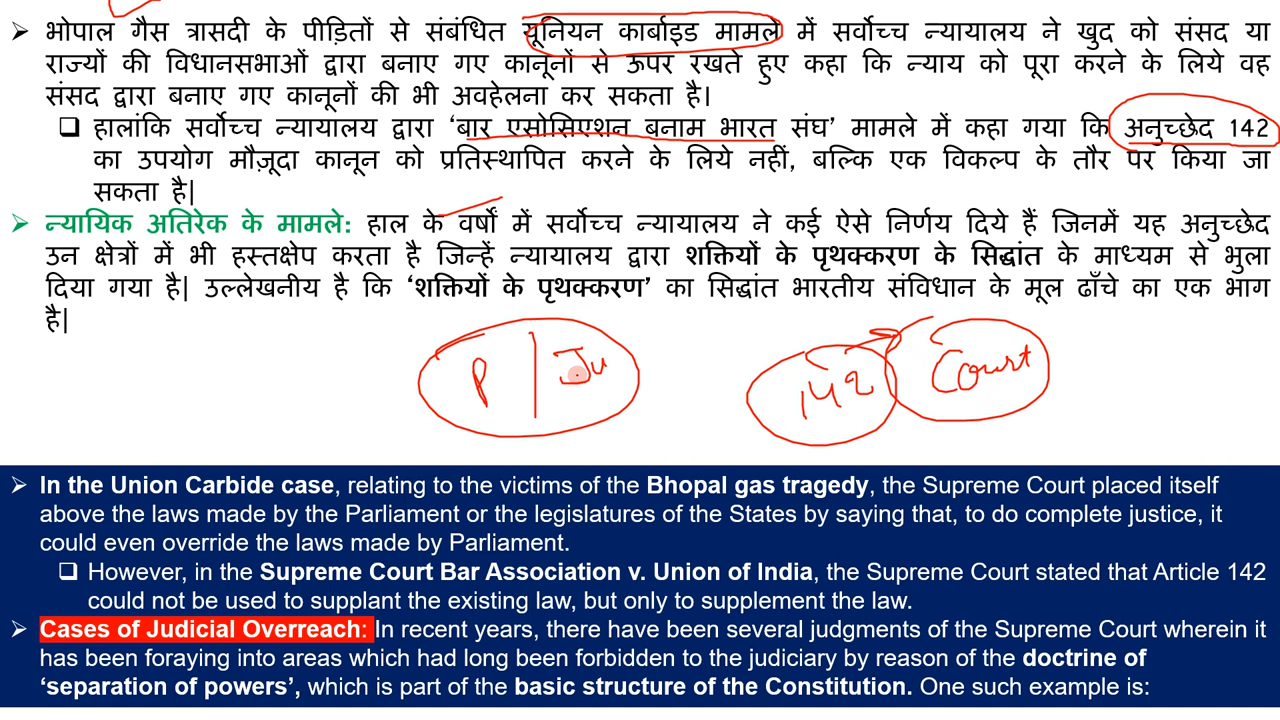 ➢ भोपाल गैस त्रासदी के पीड़ितों से संबंधित यूनियन कार्बाइड मामले में सर्वोच्च न्यायालय ने खुद को संसद या
राज्यों की विधानसभाओं द्वारा बनाए गए कानूनों से ऊपर रखते हुए कहा कि न्याय को पूरा करने के लिये वह
संसद द्वारा बनाए गए कानूनों की भी अवहेलना कर सकता है।
❑ हालांकि सर्वोच्च न्यायालय द्वारा ‘बार एसोसिएशन बनाम भारत संघ’ मामले में कहा गया कि अनुच्छेद 142
का उपयोग मौज़ूदा कानून को प्रतिस्थापित करने के लिये नहीं, बल्कि एक विकल्प के तौर पर किया जा
सकता है|
➢ न्यायिक अतिरेक के मामले: हाल के वर्षों में सर्वोच्च न्यायालय ने कई ऐसे निर्णय दिये हैं जिनमें यह अनुच्छेद
उन क्षेत्रों में भी हस्तक्षेप करता है जिन्हें न्यायालय द्वारा शक्तियों के पृथक्करण के सिद्धांत के माध्यम से भुला
दिया गया है| उल्लेखनीय है कि ‘शक्तियों के पृथक्करण’ का सिद्धांत भारतीय संविधान के मूल ढाँचे का एक भाग
है|
P | Ju 142 Court
➢ In the Union Carbide case, relating to the victims of the Bhopal gas tragedy, the Supreme Court placed itself
above the laws made by the Parliament or the legislatures of the States by saying that, to do complete justice, it
could even override the laws made by Parliament.
❑ However, in the Supreme Court Bar Association v. Union of India, the Supreme Court stated that Article 142
could not be used to supplant the existing law, but only to supplement the law.
➢ Cases of Judicial Overreach: In recent years, there have been several judgments of the Supreme Court wherein it
has been foraying into areas which had long been forbidden to the judiciary by reason of the doctrine of
‘separation of powers’, which is part of the basic structure of the Constitution. One such example is: